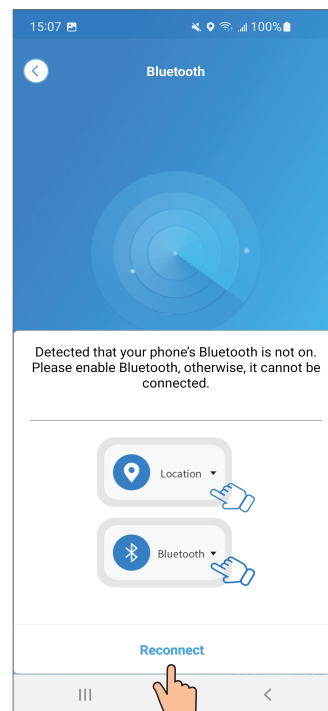 15:07 100%
Bluetooth
Detected that your phone's Bluetooth is not on.
Please enable Bluetooth, otherwise, it cannot be
connected.
Location
Bluetooth
Reconnect